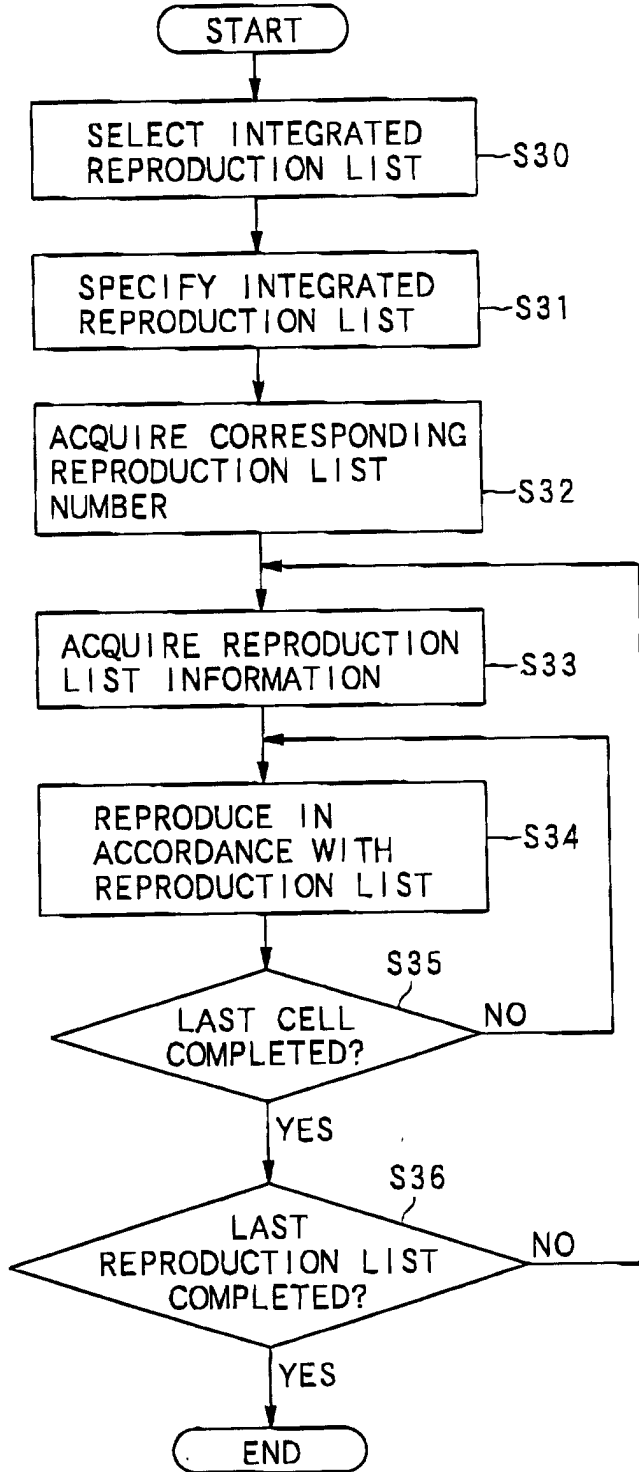 START
SELECT INTEGRATED
REPRODUCTION LIST
S30
SPECIFY INTEGRATED
REPRODUCTION LIST
S31
ACQUIRE CORRESPONDING
REPRODUCTION LIST
NUMBER
S32
ACQUIRE REPRODUCTION
LIST INFORMATION
S33
REPRODUCE IN
ACCORDANCE WITH
REPRODUCTION LIST
S34
S35
LAST CELL
COMPLETED?
NO
YES
S36
LAST
REPRODUCTION LIST
COMPLETED?
NO
YES
END